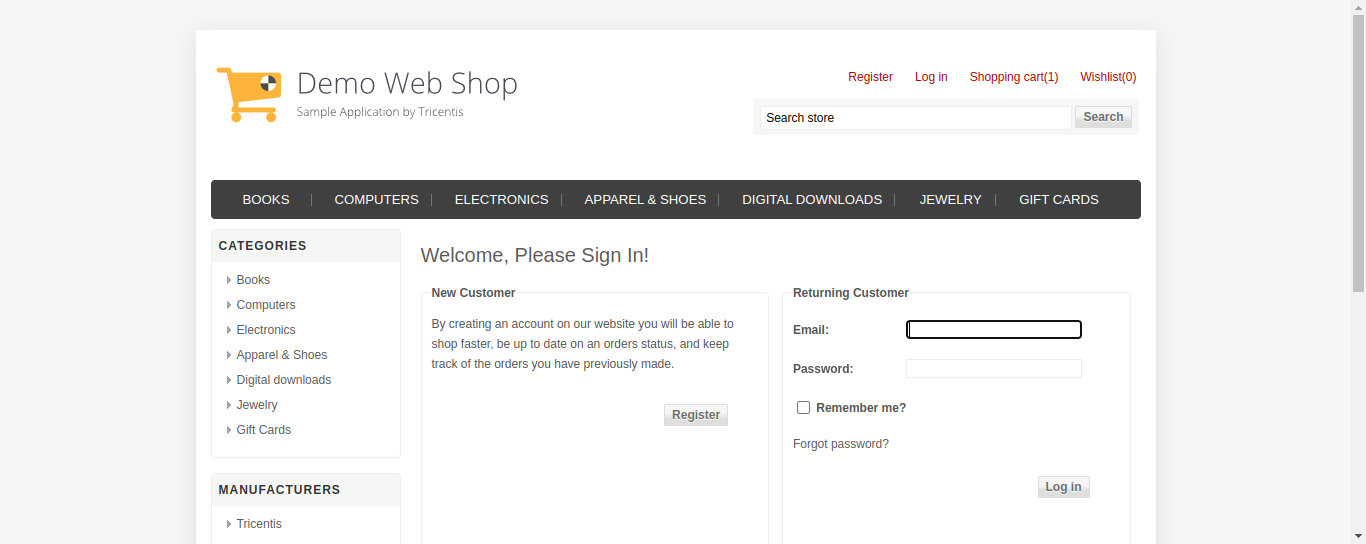 Demo Web Shop
Sample Application by Tricentis
Register Log in Shopping cart(1) Wishlist(0)
Search store Search
BOOKS COMPUTERS ELECTRONICS APPAREL & SHOES DIGITAL DOWNLOADS JEWELRY GIFT CARDS
CATEGORIES
Books
Computers
Electronics
Apparel & Shoes
Digital downloads
Jewelry
Gift Cards
MANUFACTURERS
Tricentis
Welcome, Please Sign In!
New Customer
By creating an account on our website you will be able to
shop faster, be up to date on an orders status, and keep
track of the orders you have previously made.
Register
Returning Customer
Email:
Password:
Remember me?
Forgot password?
Log in